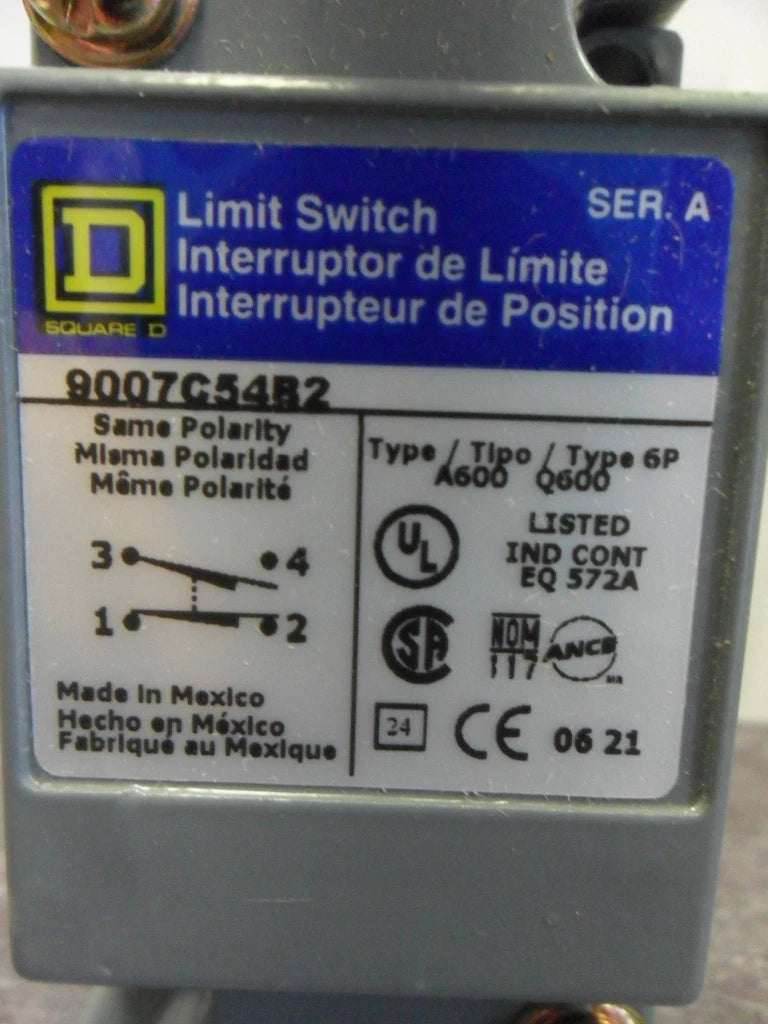 Limit Switch
SER. A
Interruptor de Límite
Interrupteur de Position
D
SQUARE D
9007C54B2
Same Polarity
Misma Polaridad
Même Polarité
3 4
1 2
Made in Mexico
Hecho en México
Fabriqué au Mexique
Type / Tipo / Type 6P
A600 Q600
UL
LISTED
IND CONT
EQ 572A
SA
NOM
117
ANCE
24
CE
06 21